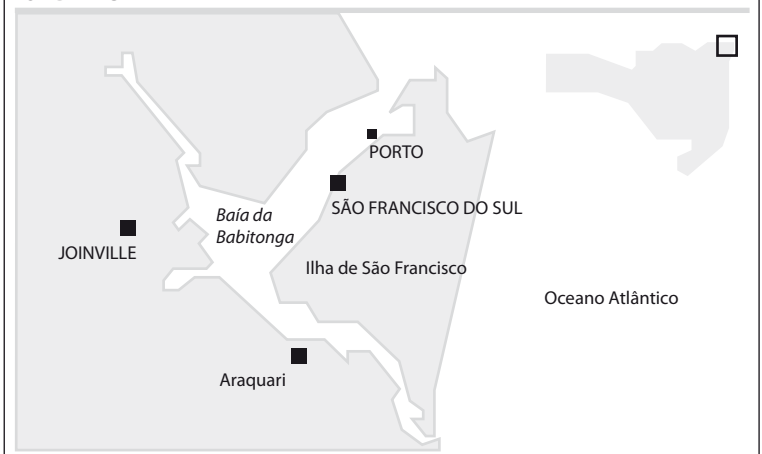 PORTO
SÃO FRANCISCO DO SUL
Baía da
Babitonga
JOINVILLE
Ilha de São Francisco
Oceano Atlântico
Araquari